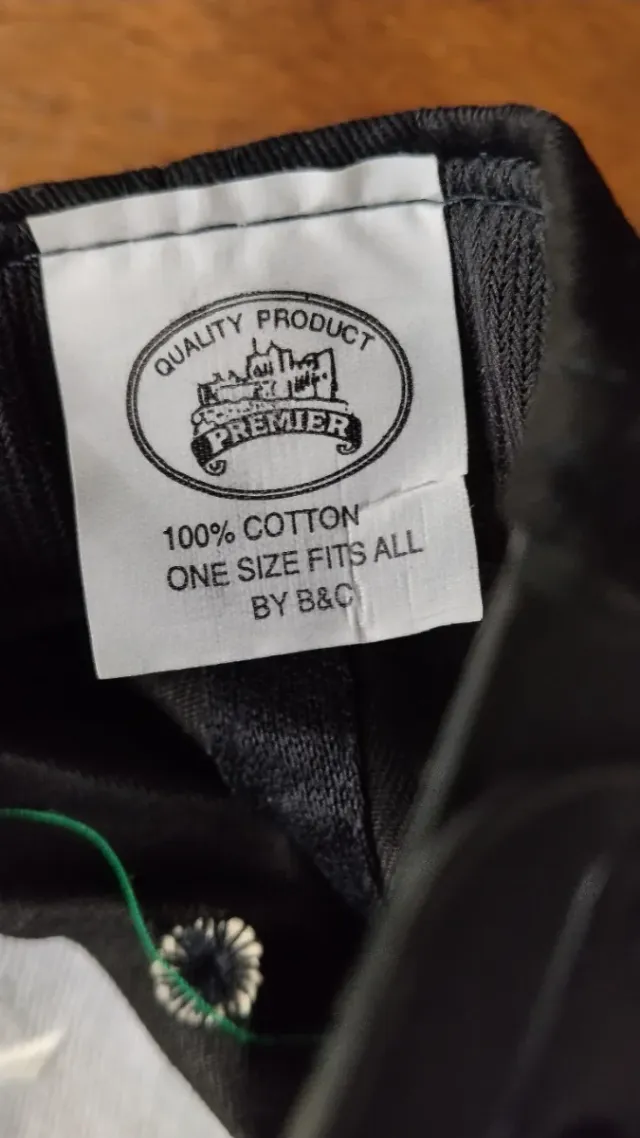 QUALITY PRODUCT
PREMIER
100% COTTON
ONE SIZE FITS ALL
BY B&C